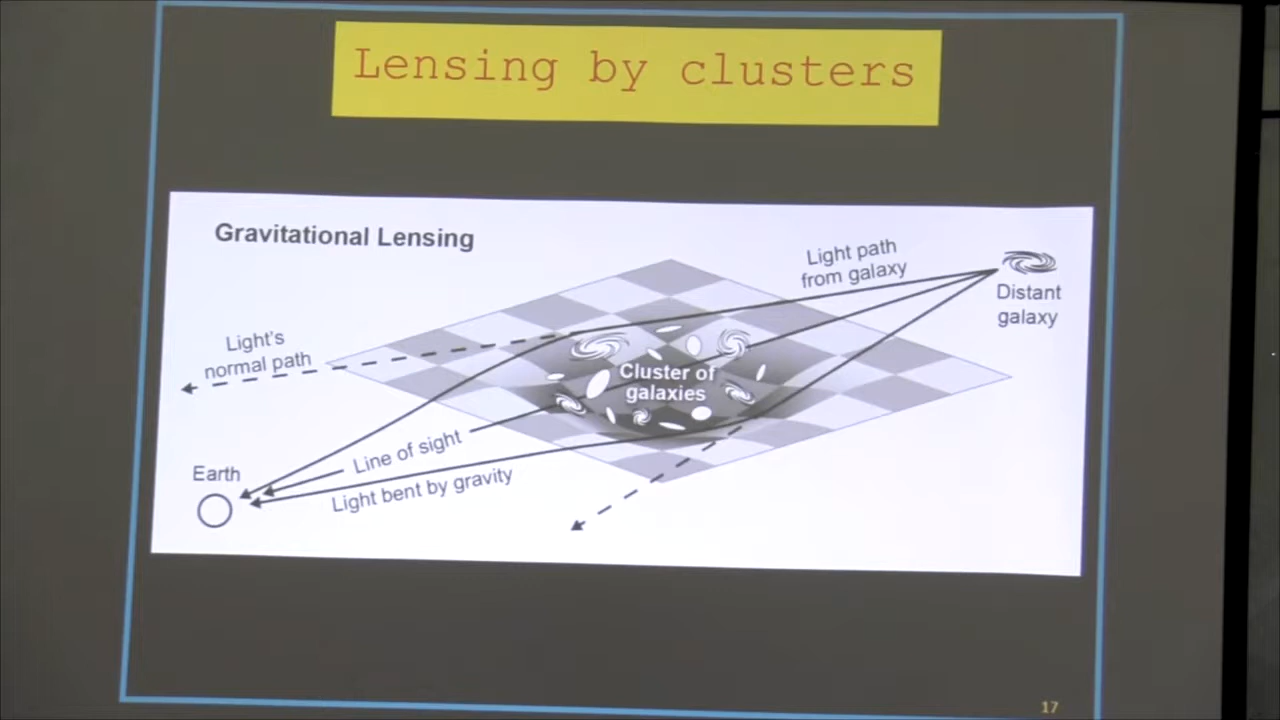 Lensing by clusters
Gravitational Lensing
Light path
from galaxy
Distant
galaxy
Light's
normal path
Cluster of
galaxies
Line of sight
Earth
Light bent by gravity
17